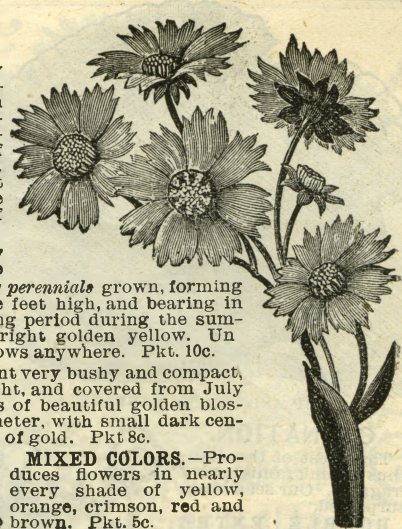 perennials grown, forming
feet high, and bearing in
period during the sum-
right golden yellow. Un
ows anywhere. Pkt. 10c.
nt very bushy and compact,
ht, and covered from July
s of beautiful golden blos-
meter, with small dark cen-
of gold. Pkt 8c.
MIXED COLORS.—Pro-
duces flowers in nearly
every shade of yellow,
orange, crimson, red and
brown. Pkt. 5c.